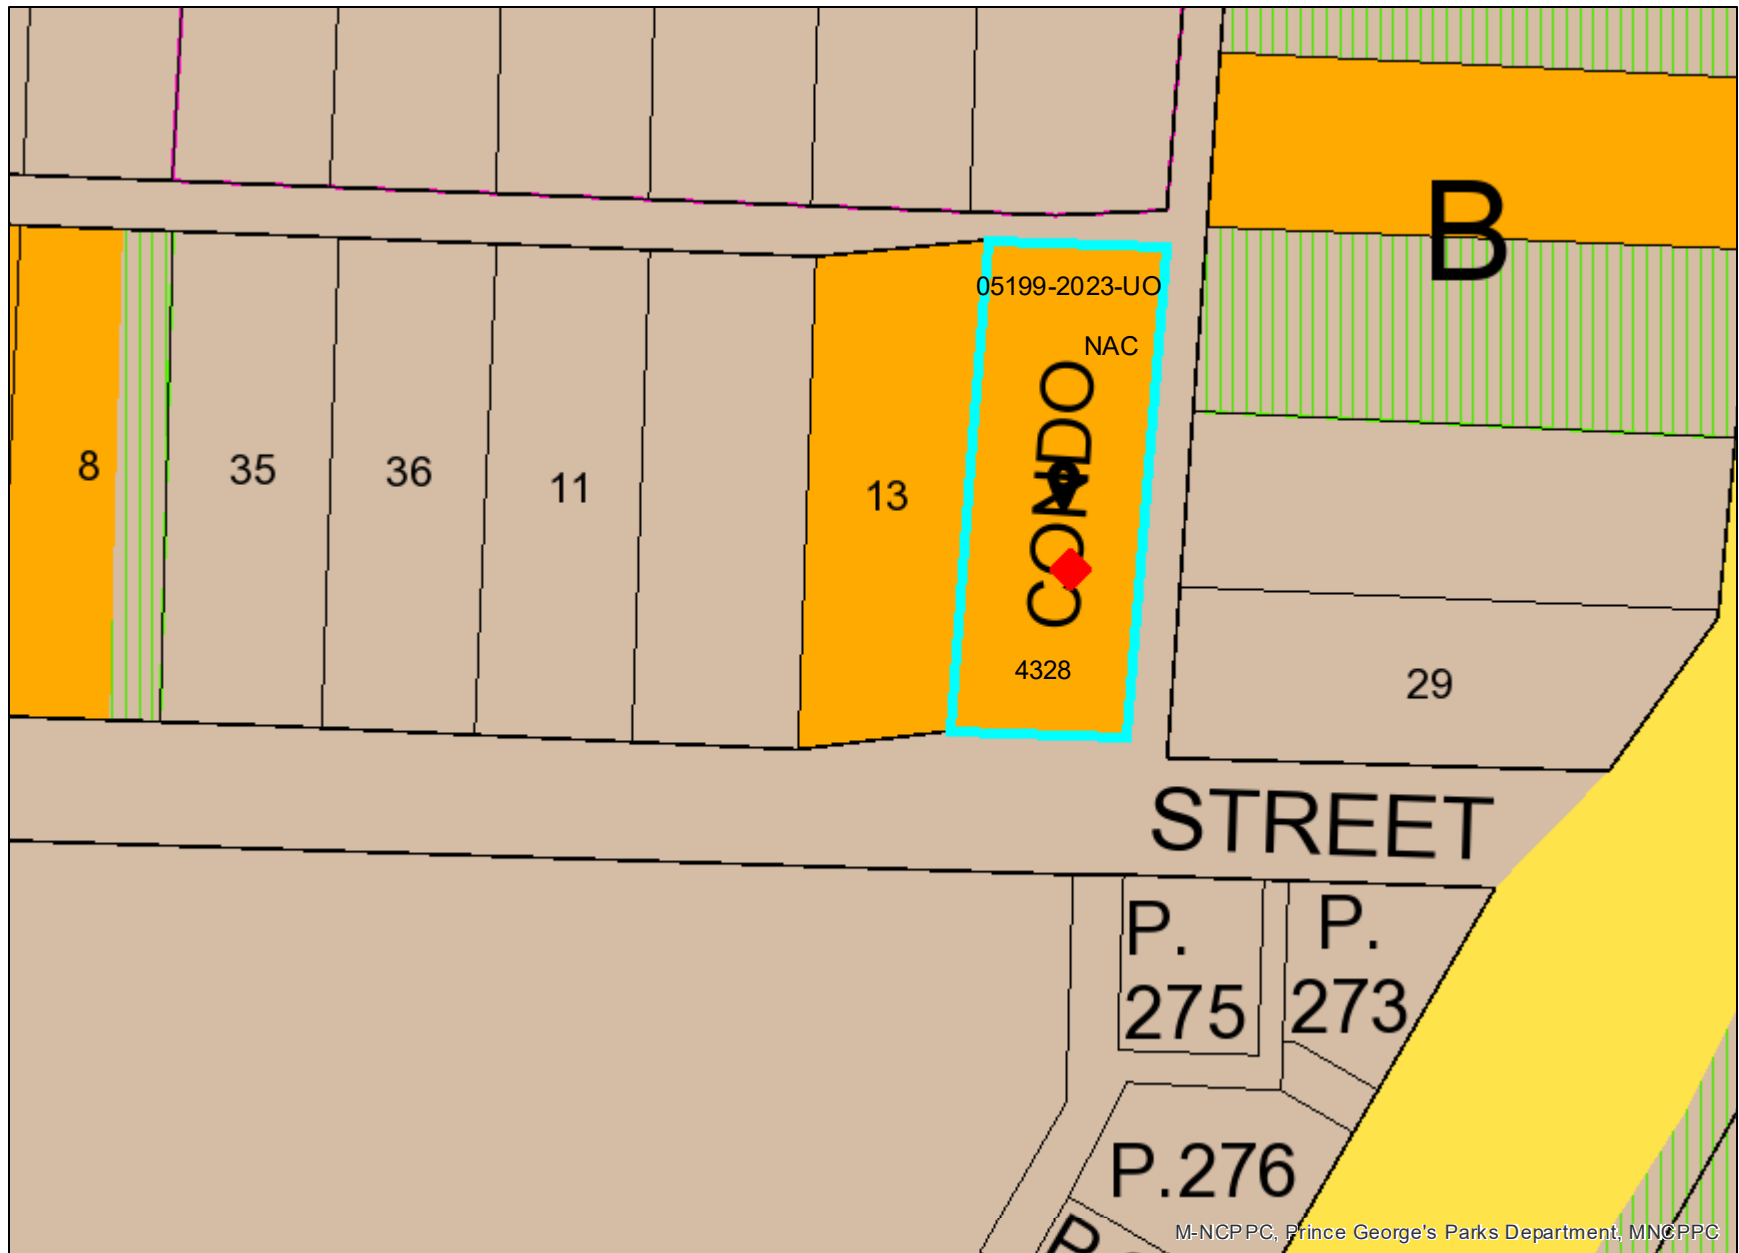 B
05199-2023-UO
NAC
CONDO
8
35
36
11
13
4328
29
STREET
P.
275
P.
273
P.276
M-NCPPC, Prince George's Parks Department, MNCPPC